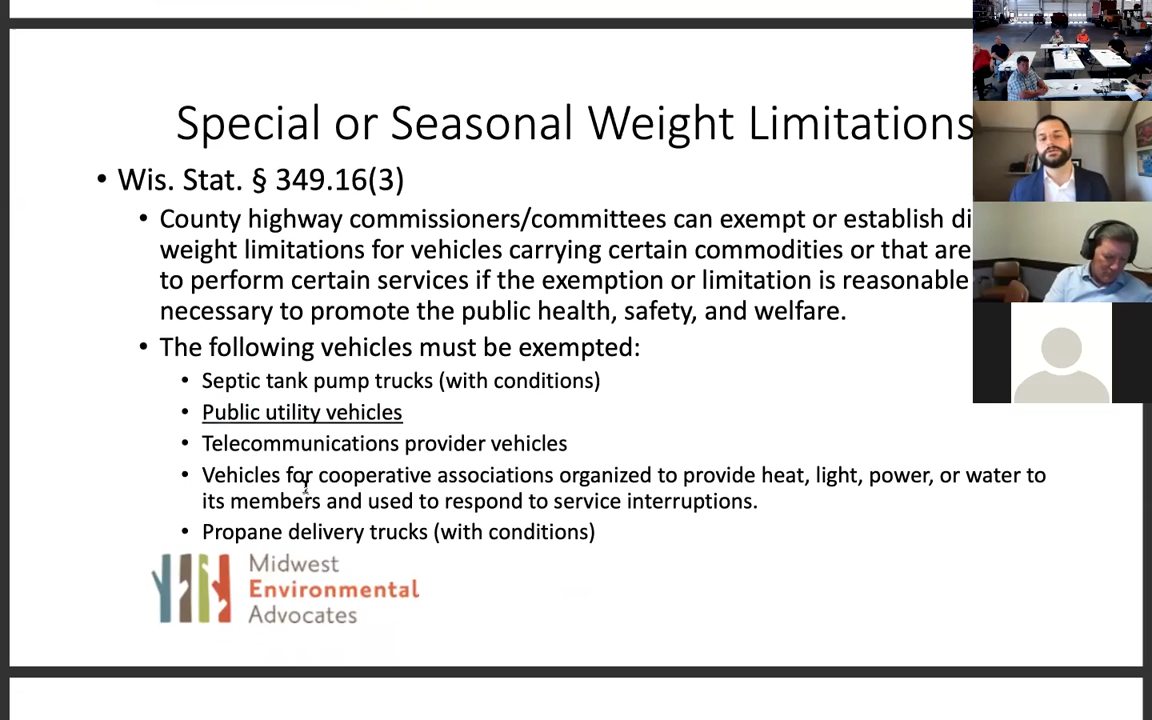 Special or Seasonal Weight Limitations
• Wis. Stat. § 349.16(3)
• County highway commissioners/committees can exempt or establish
weight limitations for vehicles carrying certain commodities or that are
to perform certain services if the exemption or limitation is reasonable
necessary to promote the public health, safety, and welfare.
• The following vehicles must be exempted:
• Septic tank pump trucks (with conditions)
• Public utility vehicles
• Telecommunications provider vehicles
• Vehicles for cooperative associations organized to provide heat, light, power, or water to
its members and used to respond to service interruptions.
• Propane delivery trucks (with conditions)
Midwest
Environmental
Advocates